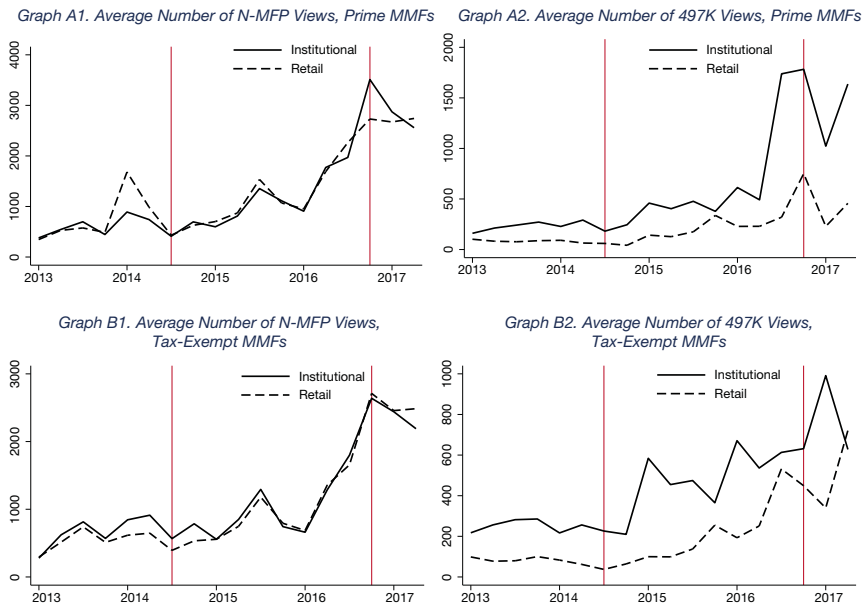 Graph A1. Average Number of N-MFP Views, Prime MMFs
Institutional
Retail
4000
3000
2000
1000
0
2013 2014 2015 2016 2017
Graph A2. Average Number of 497K Views, Prime MMFs
Institutional
Retail
2000
1500
1000
500
0
2013 2014 2015 2016 2017
Graph B1. Average Number of N-MFP Views,
Tax-Exempt MMFs
Institutional
Retail
3000
2000
1000
0
2013 2014 2015 2016 2017
Graph B2. Average Number of 497K Views,
Tax-Exempt MMFs
Institutional
Retail
1000
800
600
400
200
0
2013 2014 2015 2016 2017